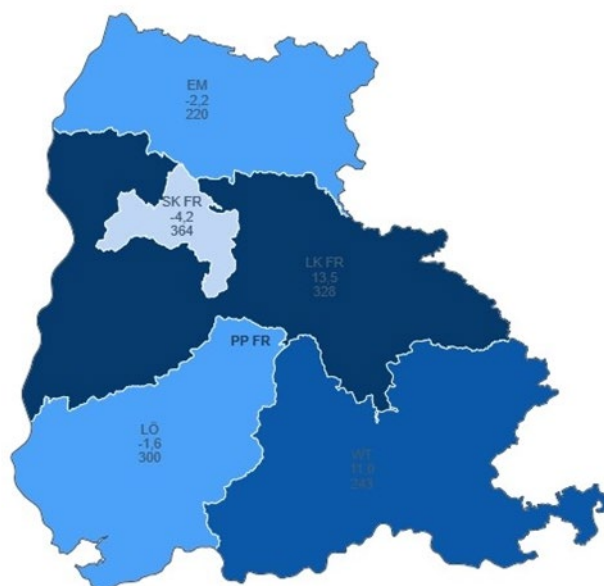 EM
-2,2
220
SK FR
-4,2
364
LK FR
13,5
328
PP FR
LÖ
-1,6
300
WT
11,0
243